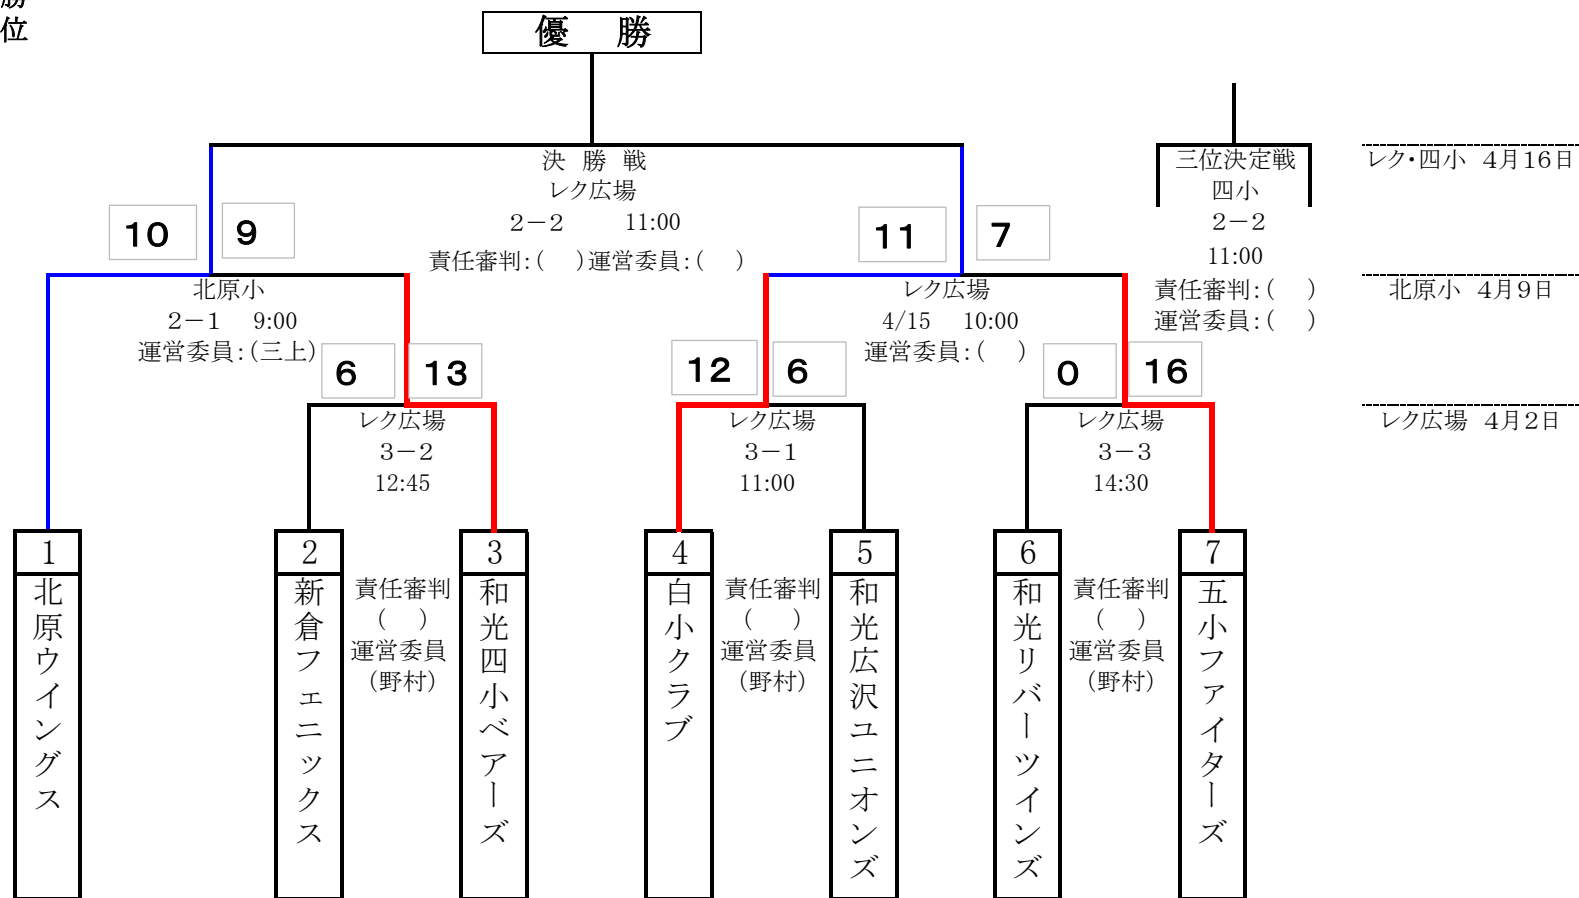 位
優　勝
決 勝 戦
レク広場
２－２　11:00
責任審判：（　）運営委員：（　）
三位決定戦
四小
２－２
11:00
責任審判：（　）
運営委員：（　）
レク・四小　４月１６日
10
9
11
7
北原小
２－１　9:00
運営委員：（三上）
レク広場
4/15　10:00
運営委員：（　）
北原小　４月９日
6
13
12
6
0
16
レク広場
３－２
12:45
レク広場
３－１
11:00
レク広場
３－３
14:30
レク広場　４月２日
1
北原ウイングス
2
新倉フェニックス
責任審判
（　）
運営委員
（野村）
3
和光四小ベアーズ
4
白小クラブ
責任審判
（　）
運営委員
（野村）
5
和光広沢ユニオンズ
6
和光リバーツインズ
責任審判
（　）
運営委員
（野村）
7
五小ファイターズ